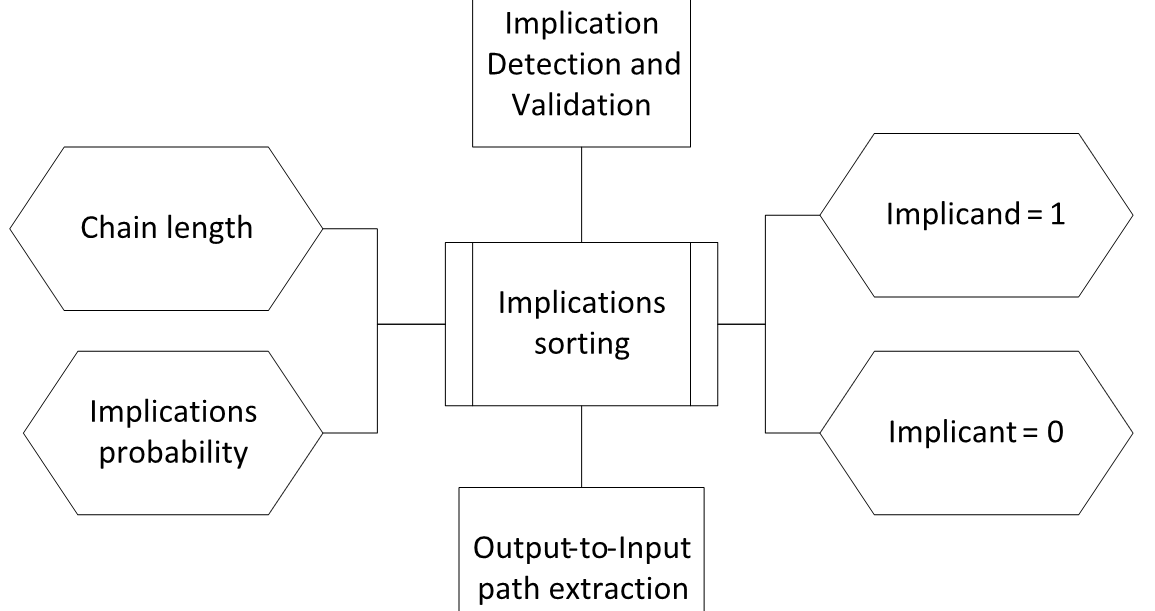 Implication
Detection and
Validation
Chain length
Implicand = 1
Implications
sorting
Implications
probability
Implicant = 0
Output-to-Input
path extraction